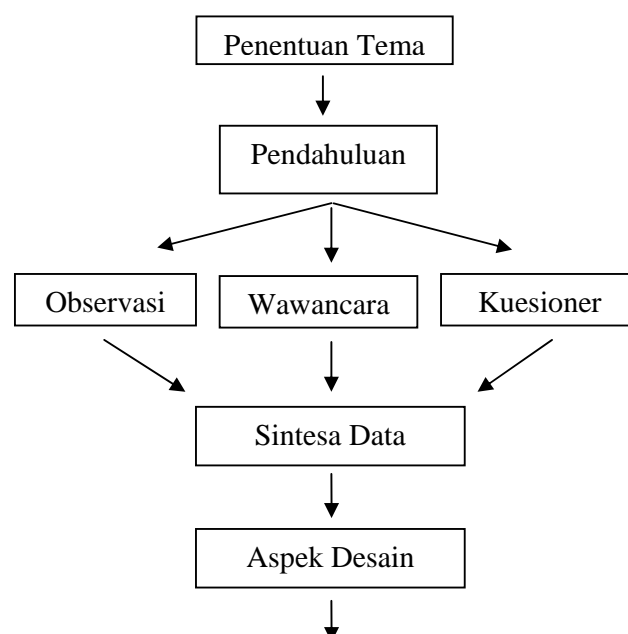 Penentuan Tema
Pendahuluan
Observasi
Wawancara
Kuesioner
Sintesa Data
Aspek Desain